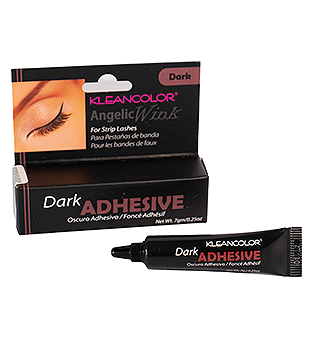 Dark
KLEANCOLOR®
Angelic Wink
For Strip Lashes
Para Pestañas de banda
Pour les bandes de faux
Dark ADHESIVE
Oscuro Adhesivo / Foncé Adhésif
Net Wt. 7gm/0.25oz
KLEANCOLOR®
Dark ADHESIVE
Oscuro Adhesivo / Foncé Adhésif